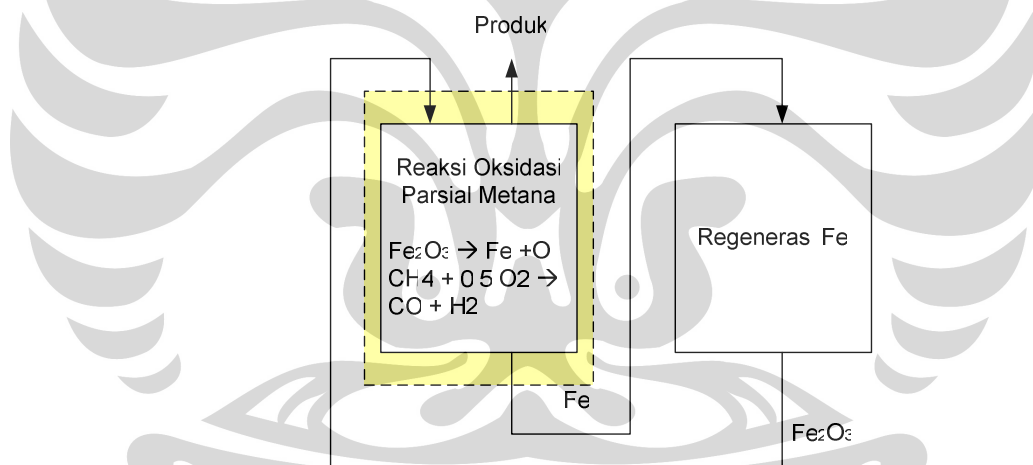 Produk
Reaksi Oksidasi
Parsial Metana
Fe₂O₃ → Fe +O
CH4 + 0 5 O2 →
CO + H2
Regeneras Fe
Fe
Fe₂O₃